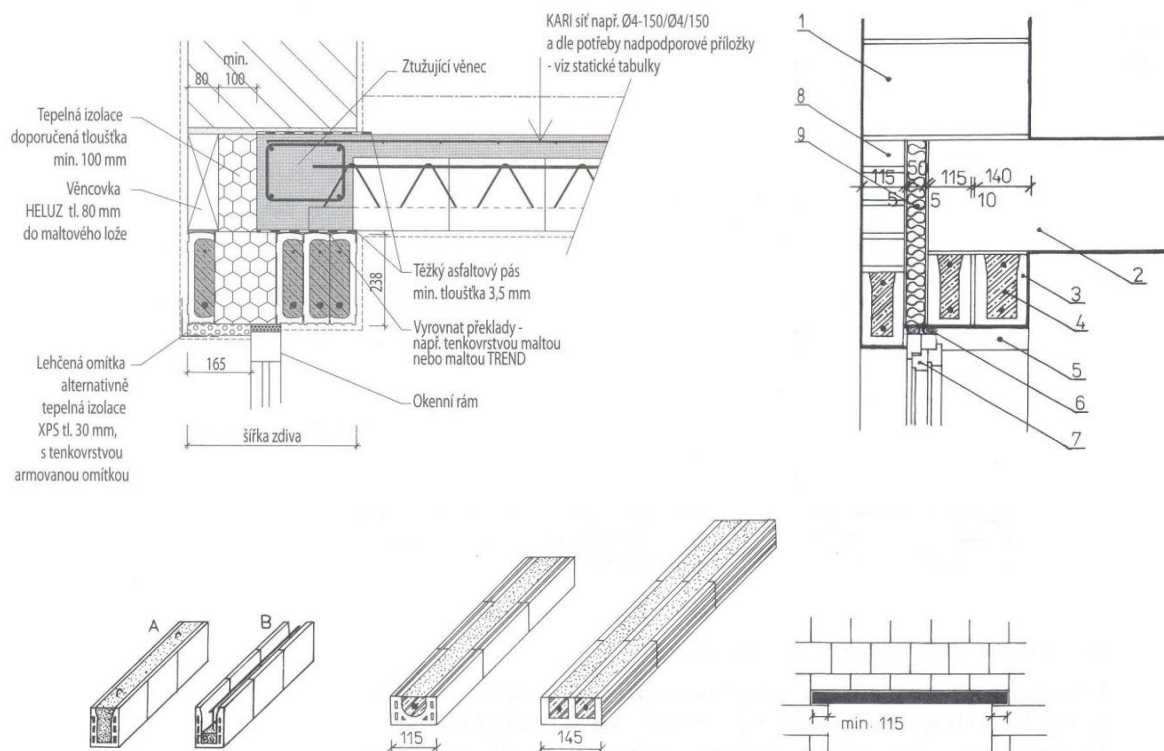 KARI síť např. Ø4-150/Ø4/150
a dle potřeby nadpodporové příložky
- viz statické tabulky
min.
80
100
Ztužující věnec
Tepelná izolace
doporučená tloušťka
min. 100 mm
Věncovka
HELUZ tl. 80 mm
do maltového lože
238
Těžký asfaltový pás
min. tloušťka 3,5 mm
Vyrovnat překlady -
např. tenkovrstvou maltou
nebo maltou TREND
165
Lehčená omítka
alternativně
tepelná izolace
XPS tl. 30 mm,
s tenkovrstvou
armovanou omítkou
Okenní rám
šířka zdiva
1
8
9
50
115
115
140
5
5
10
2
3
4
5
6
7
A
B
115
145
min. 115